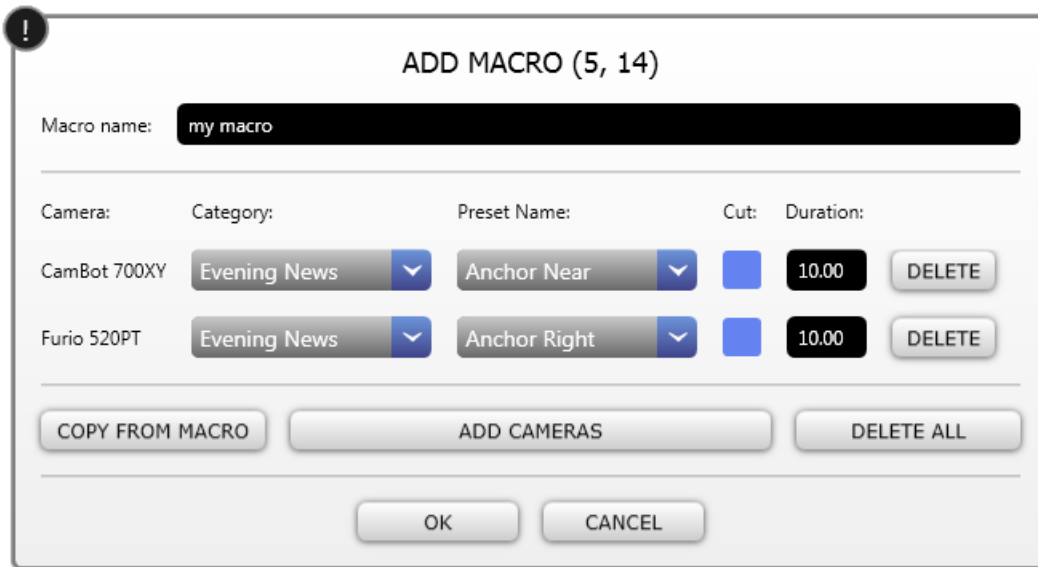 !
ADD MACRO (5, 14)
Macro name: my macro
Camera: Category: Preset Name: Cut: Duration:
CamBot 700XY Evening News Anchor Near 10.00 DELETE
Furio 520PT Evening News Anchor Right 10.00 DELETE
COPY FROM MACRO ADD CAMERAS DELETE ALL
OK CANCEL